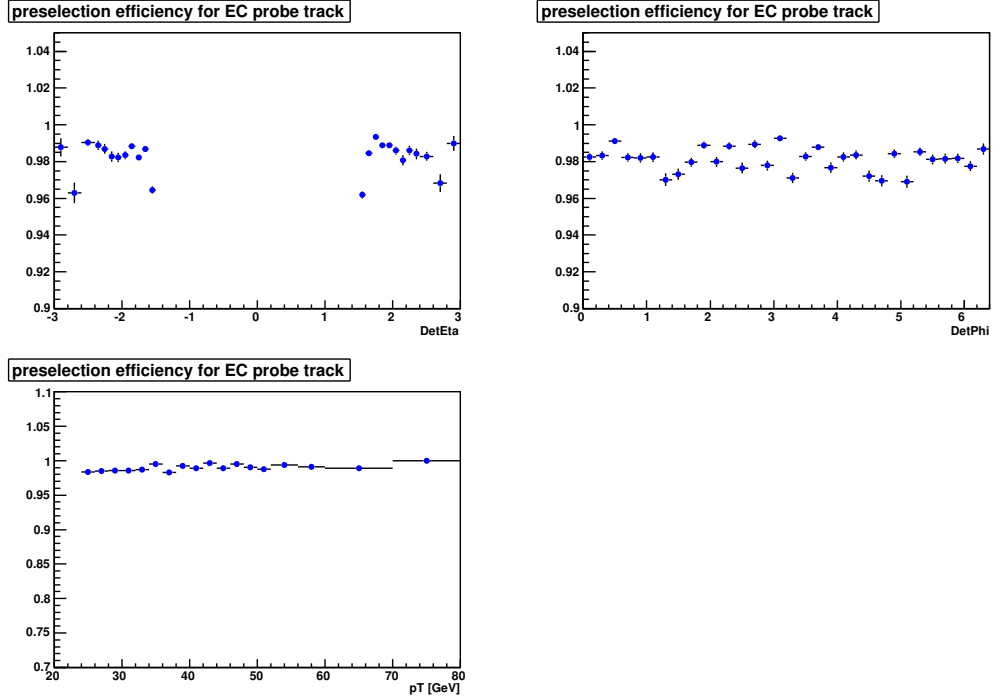 preselection efficiency for EC probe track
1.04
1.02
1
0.98
0.96
0.94
0.92
0.9
-3 -2 -1 0 1 2 3
DetEta
preselection efficiency for EC probe track
1.04
1.02
1
0.98
0.96
0.94
0.92
0.9
0 1 2 3 4 5 6
DetPhi
preselection efficiency for EC probe track
1.1
1.05
1
0.95
0.9
0.85
0.8
0.75
0.7
20 30 40 50 60 70 80
pT [GeV]